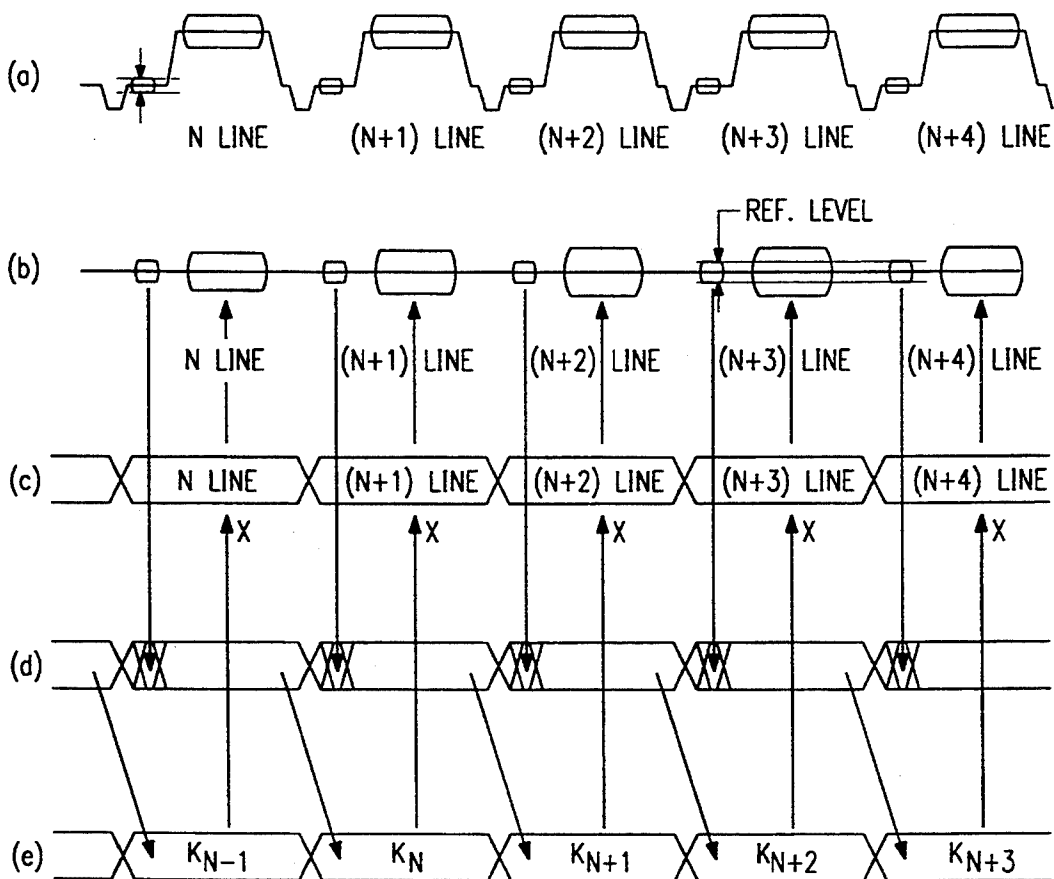 (a)
N LINE (N+1) LINE (N+2) LINE (N+3) LINE (N+4) LINE
REF. LEVEL
(b)
N LINE (N+1) LINE (N+2) LINE (N+3) LINE (N+4) LINE
(c) N LINE (N+1) LINE (N+2) LINE (N+3) LINE (N+4) LINE
X X X X X
(d)
(e) K_{N-1} K_N K_{N+1} K_{N+2} K_{N+3}